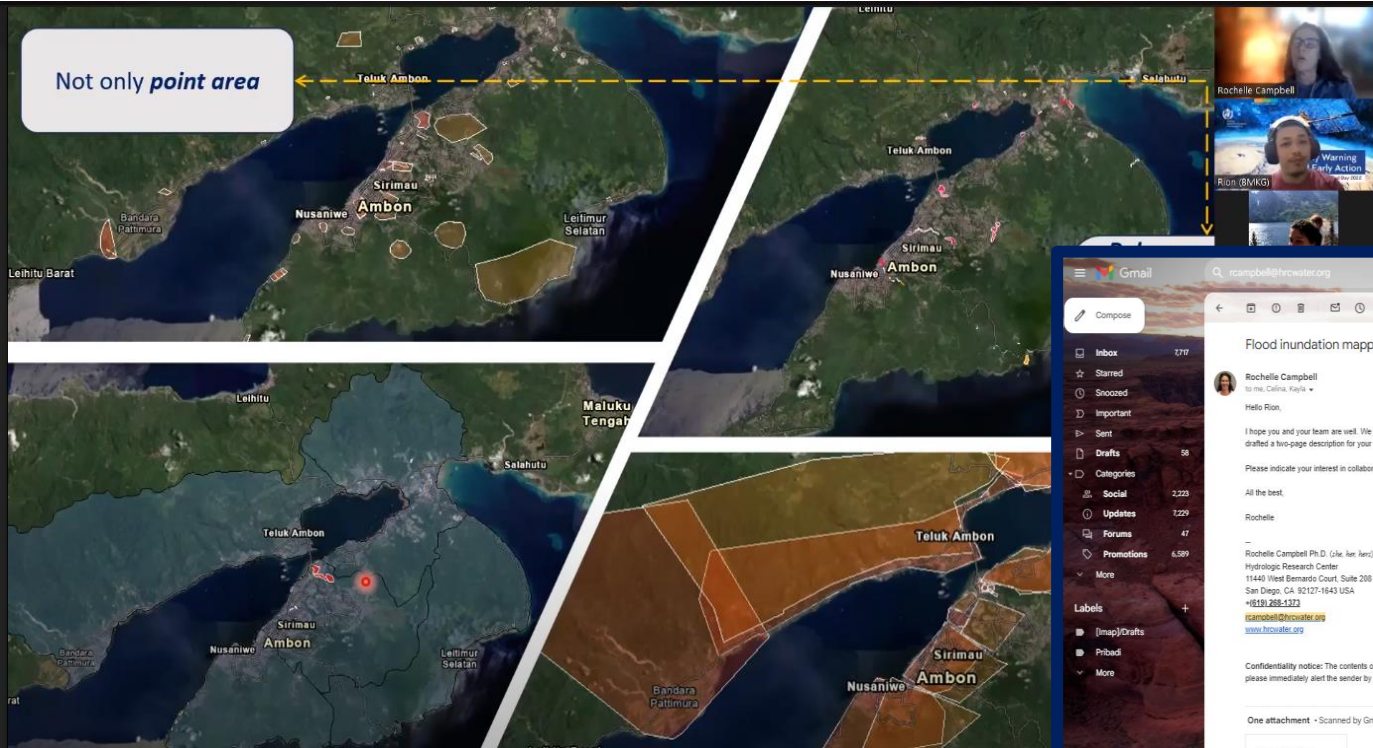 Not only point area
Teluk Ambon
Sirimau
Ambon
Nusaniwe
Bandara
Pattimura
Leitimur
Selatan
Leihitu Barat
Leihitu
Salahutu
Teluk Ambon
Sirimau
Nusaniwe
Ambon
Rochelle Campbell
Rion (BMKG)
y Warning
Early Action
Leihitu
Maluku
Tengah
Salahutu
Teluk Ambon
Sirimau
Nusaniwe
Ambon
Bandara
Pattimura
Leitimur
Selatan
rat
Teluk Ambon
Sirimau
Nusaniwe
Ambon
Bandara
Pattimura
Gmail
rcampbell@hrcwater.org
Compose
Inbox 7,717
Starred
Snoozed
Important
Sent
Drafts 58
Categories
Social 2,223
Updates 7,229
Forums 47
Promotions 6,589
More
Labels +
[Imap]/Drafts
Pribadi
More
Flood inundation mapp
Rochelle Campbell
to me, Celina, Kayla
Hello Rion,
I hope you and your team are well. We
drafted a two-page description for your
Please indicate your interest in collabor
All the best,
Rochelle
--
Rochelle Campbell Ph.D. (she, her, hers)
Hydrologic Research Center
11440 West Bernardo Court, Suite 208
San Diego, CA 92127-1643 USA
+(619) 268-1373
rcampbell@hrcwater.org
www.hrcwater.org
Confidentiality notice: The contents o
please immediately alert the sender by
One attachment • Scanned by Gm